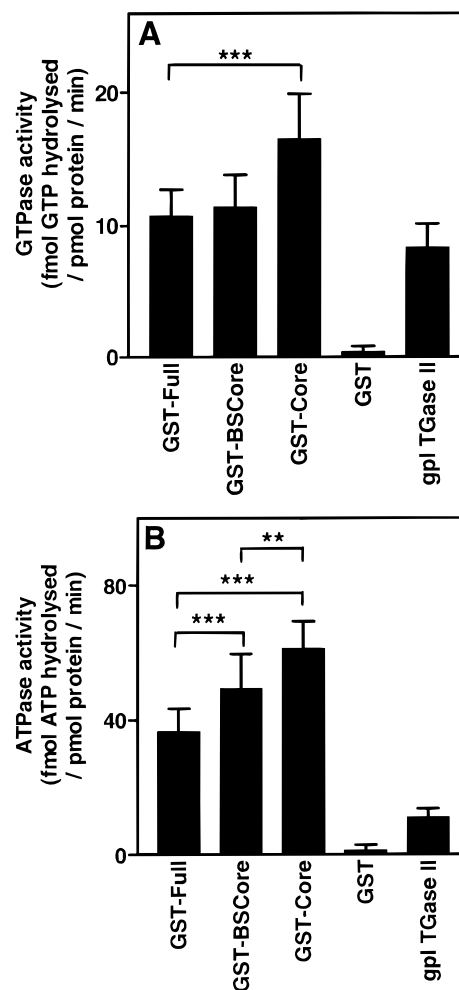 A
***
GTPase activity
(fmol GTP hydrolysed
/ pmol protein / min)
20
10
0
GST-Full
GST-BSCore
GST-Core
GST
gpl TGase II
B
**
***
***
ATPase activity
(fmol ATP hydrolysed
/ pmol protein / min)
80
40
0
GST-Full
GST-BSCore
GST-Core
GST
gpl TGase II